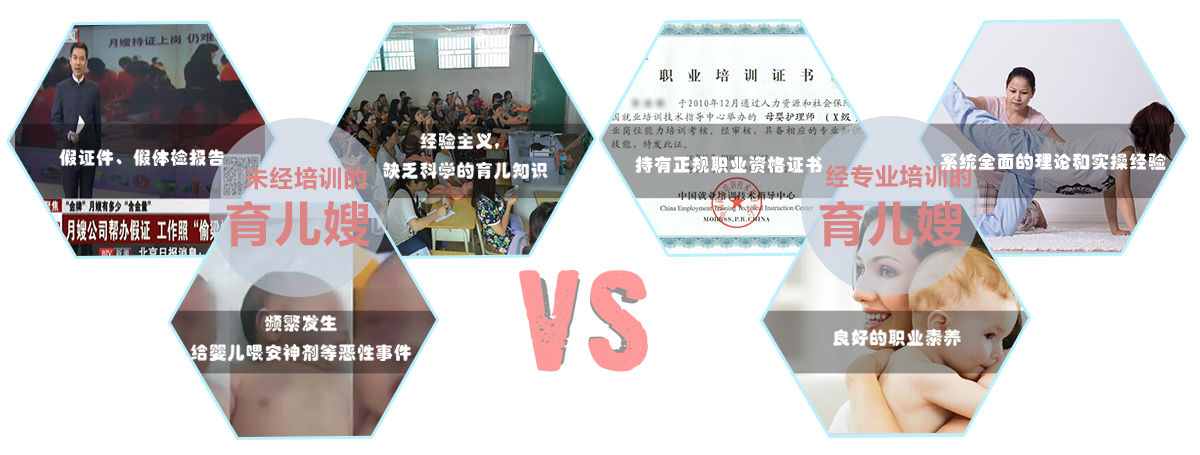 月嫂持证上岗 仍难
假证件、假体检报告
"金牌"月嫂有多少"含金量"
月嫂公司帮办假证 工作照"偷梁
北京日报消息:
经验主义,
缺乏科学的育儿知识
未经培训的
育儿嫂
频繁发生
给婴儿喂安神剂等恶性事件
VS
职业培训证书
于2010年12月通过人力资源和社会保障
国就业培训技术指导中心举办的 母婴护理师 (X级)
业岗位能力培训考核。经审核,具备相应的专业知识
技能,特发此证。
持有正规职业资格证书
中国就业培训技术指导中心
China Employment Training Technical Instruction Center
MOHRSS,P.R.CHINA
系统全面的理论和实操经验
经专业培训的
育儿嫂
良好的职业素养